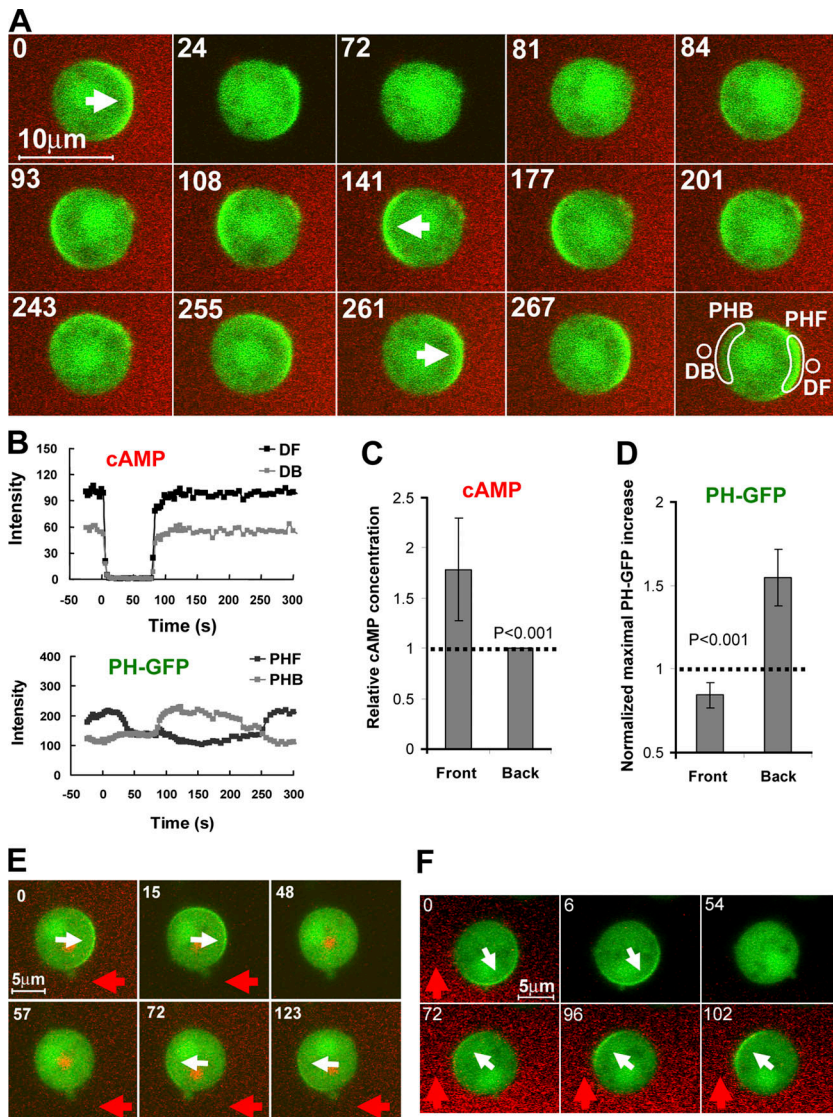 A
0 24 72 81 84
10μm
93 108 141 177 201
243 255 261 267
PHB PHF
DB DF
B
cAMP
DF
DB
Intensity
150
120
90
60
30
0
-50 0 50 100 150 200 250 300
Time (s)
PH-GFP
PHF
PHB
Intensity
400
300
200
100
0
-50 0 50 100 150 200 250 300
Time (s)
C
cAMP
Relative cAMP concentration
2.5
2
1.5
1
0.5
0
P<0.001
Front Back
D
PH-GFP
Normalized maximal PH-GFP increase
2
1.5
1
0.5
P<0.001
Front Back
E
0 15 48
5μm
57 72 123
F
0 6 54
5μm
72 96 102